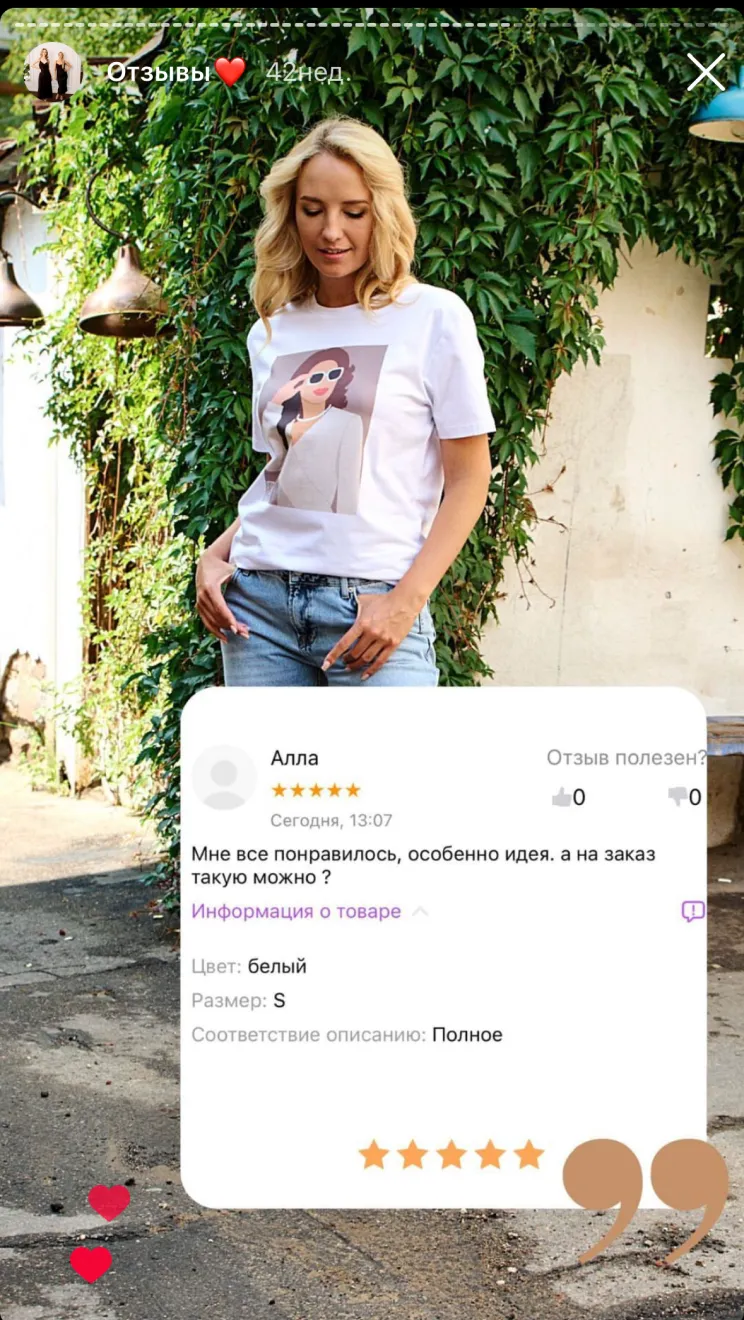 Отзывы❤️ 42нед.
Алла
Отзыв полезен?
Сегодня, 13:07
0 0
Мне все понравилось, особенно идея. а на заказ
такую можно ?
Информация о товаре
Цвет: белый
Размер: S
Соответствие описанию: Полное